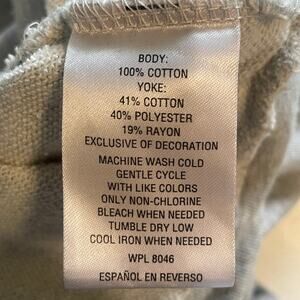 BODY:
100% COTTON
YOKE:
41% COTTON
40% POLYESTER
19% RAYON
EXCLUSIVE OF DECORATION
MACHINE WASH COLD
GENTLE CYCLE
WITH LIKE COLORS
ONLY NON-CHLORINE
BLEACH WHEN NEEDED
TUMBLE DRY LOW
COOL IRON WHEN NEEDED
WPL 8046
ESPAÑOL EN REVERSO